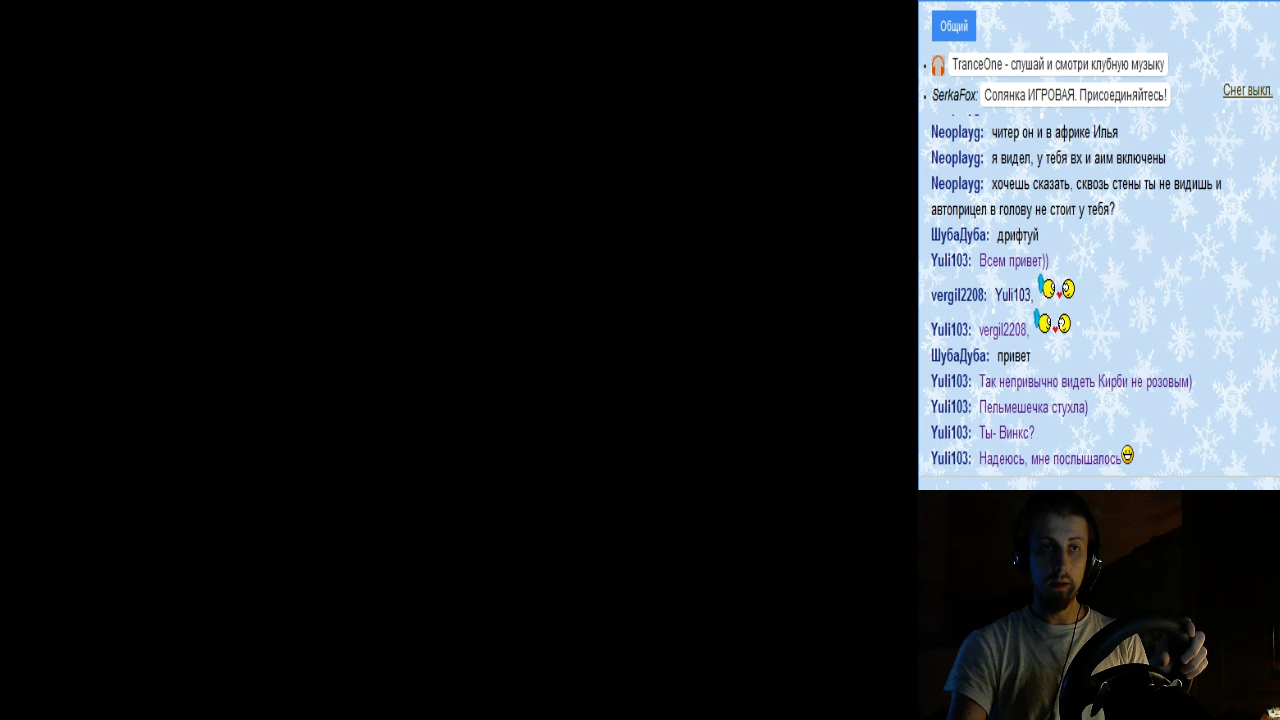 Общий
TranceOne - слушай и смотри клубную музыку
SerkaFox: Солянка ИГРОВАЯ. Присоединяйтесь!
Снег выкл.
Neoplayg: читер он и в африке Илья
Neoplayg: я видел, у тебя вх и аим включены
Neoplayg: хочешь сказать, сквозь стены ты не видишь и
автоприцел в голову не стоит у тебя?
ШубаДуба: дрифтуй
Yuli103: Всем привет))
vergil2208: Yuli103,
Yuli103: vergil2208,
ШубаДуба: привет
Yuli103: Так непривычно видеть Кирби не розовым)
Yuli103: Пельмешечка стухла)
Yuli103: Ты- Винкс?
Yuli103: Надеюсь, мне послышалось